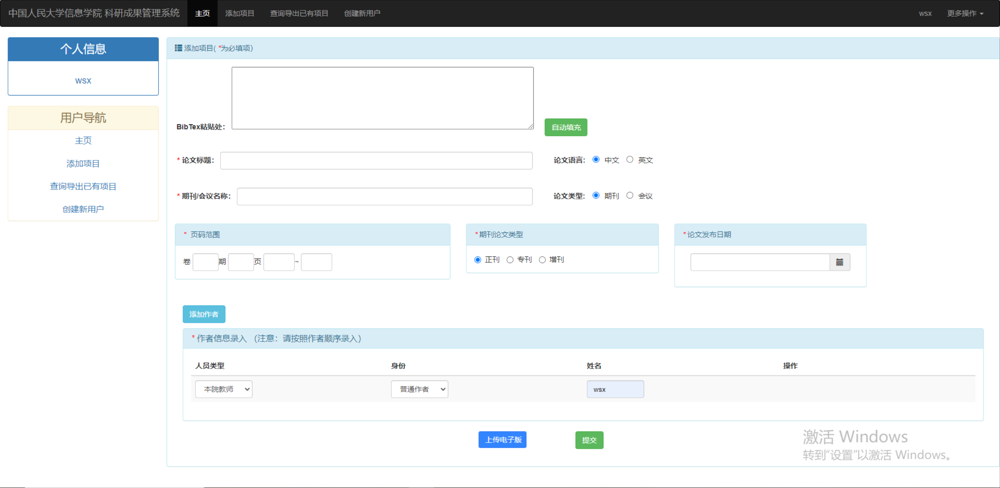 中国人民大学信息学院 科研成果管理系统 主页 添加项目 查询导出已有项目 创建新用户 wsx 更多操作
个人信息
wsx
用户导航
主页
添加项目
查询导出已有项目
创建新用户
添加项目( *为必填项)
BibTex粘贴处： 自动填充
* 论文标题： 论文语言: 中文 英文
* 期刊/会议名称： 论文类型: 期刊 会议
* 页码范围
卷 期 页 ~
*期刊论文类型
正刊 专刊 增刊
*论文发布日期
添加作者
* 作者信息录入 （注意：请按照作者顺序录入）
人员类型 身份 姓名 操作
本院教师 普通作者 wsx
上传电子版 提交
激活 Windows
转到“设置”以激活 Windows。